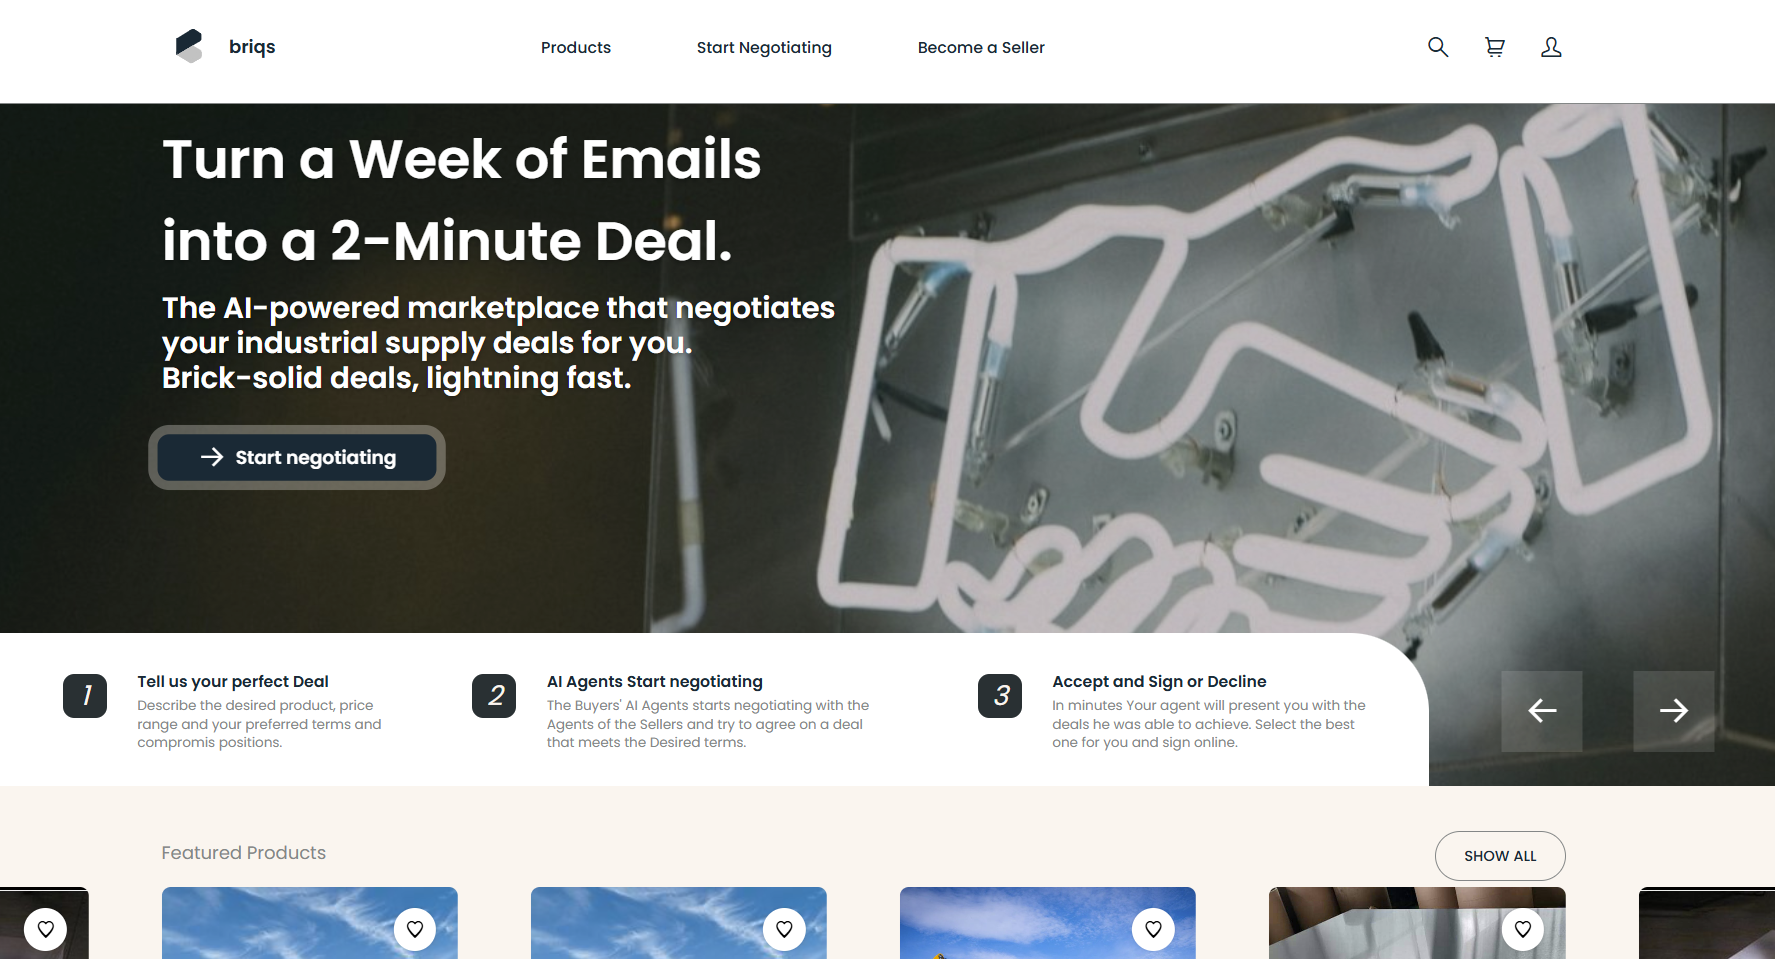 briqs
Products
Start Negotiating
Become a Seller
Turn a Week of Emails
into a 2-Minute Deal.
The AI-powered marketplace that negotiates
your industrial supply deals for you.
Brick-solid deals, lightning fast.
Start negotiating
1
Tell us your perfect Deal
Describe the desired product, price
range and your preferred terms and
compromis positions.
2
AI Agents Start negotiating
The Buyers' AI Agents starts negotiating with the
Agents of the Sellers and try to agree on a deal
that meets the Desired terms.
3
Accept and Sign or Decline
In minutes Your agent will present you with the
deals he was able to achieve. Select the best
one for you and sign online.
Featured Products
SHOW ALL